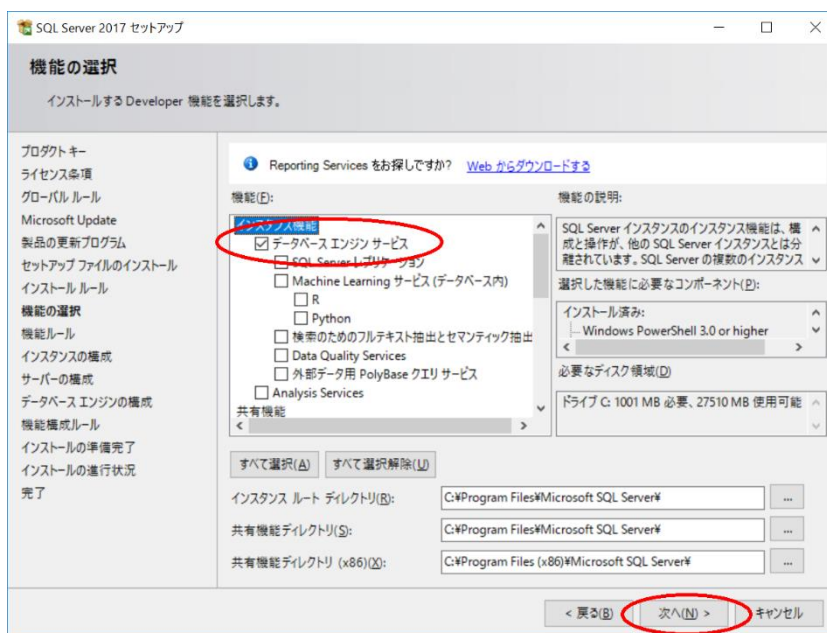 SQL Server 2017 セットアップ
機能の選択
インストールする Developer 機能を選択します。
プロダクト キー
ライセンス条項
グローバル ルール
Microsoft Update
製品の更新プログラム
セットアップ ファイルのインストール
インストール ルール
機能の選択
機能ルール
インスタンスの構成
サーバーの構成
データベース エンジンの構成
機能構成ルール
インストールの準備完了
インストールの進行状況
完了
Reporting Services をお探しですか? Web からダウンロードする
機能(F):
インスタンス機能
データベース エンジン サービス
SQL Server レプリケーション
Machine Learning サービス (データベース内)
R
Python
検索のためのフルテキスト抽出とセマンティック抽出
Data Quality Services
外部データ用 PolyBase クエリ サービス
Analysis Services
共有機能
機能の説明:
SQL Server インスタンスのインスタンス機能は、構
成と操作が、他の SQL Server インスタンスとは分
離されています。SQL Server の複数のインスタンス
選択した機能に必要なコンポーネント(P):
インストール済み:
Windows PowerShell 3.0 or higher
必要なディスク領域(D)
ドライブ C: 1001 MB 必要、27510 MB 使用可能
すべて選択(A) すべて選択解除(U)
インスタンス ルート ディレクトリ(R): C:¥Program Files¥Microsoft SQL Server¥ ...
共有機能ディレクトリ(S): C:¥Program Files¥Microsoft SQL Server¥ ...
共有機能ディレクトリ (x86)(X): C:¥Program Files (x86)¥Microsoft SQL Server¥ ...
< 戻る(B) 次へ(N) > キャンセル